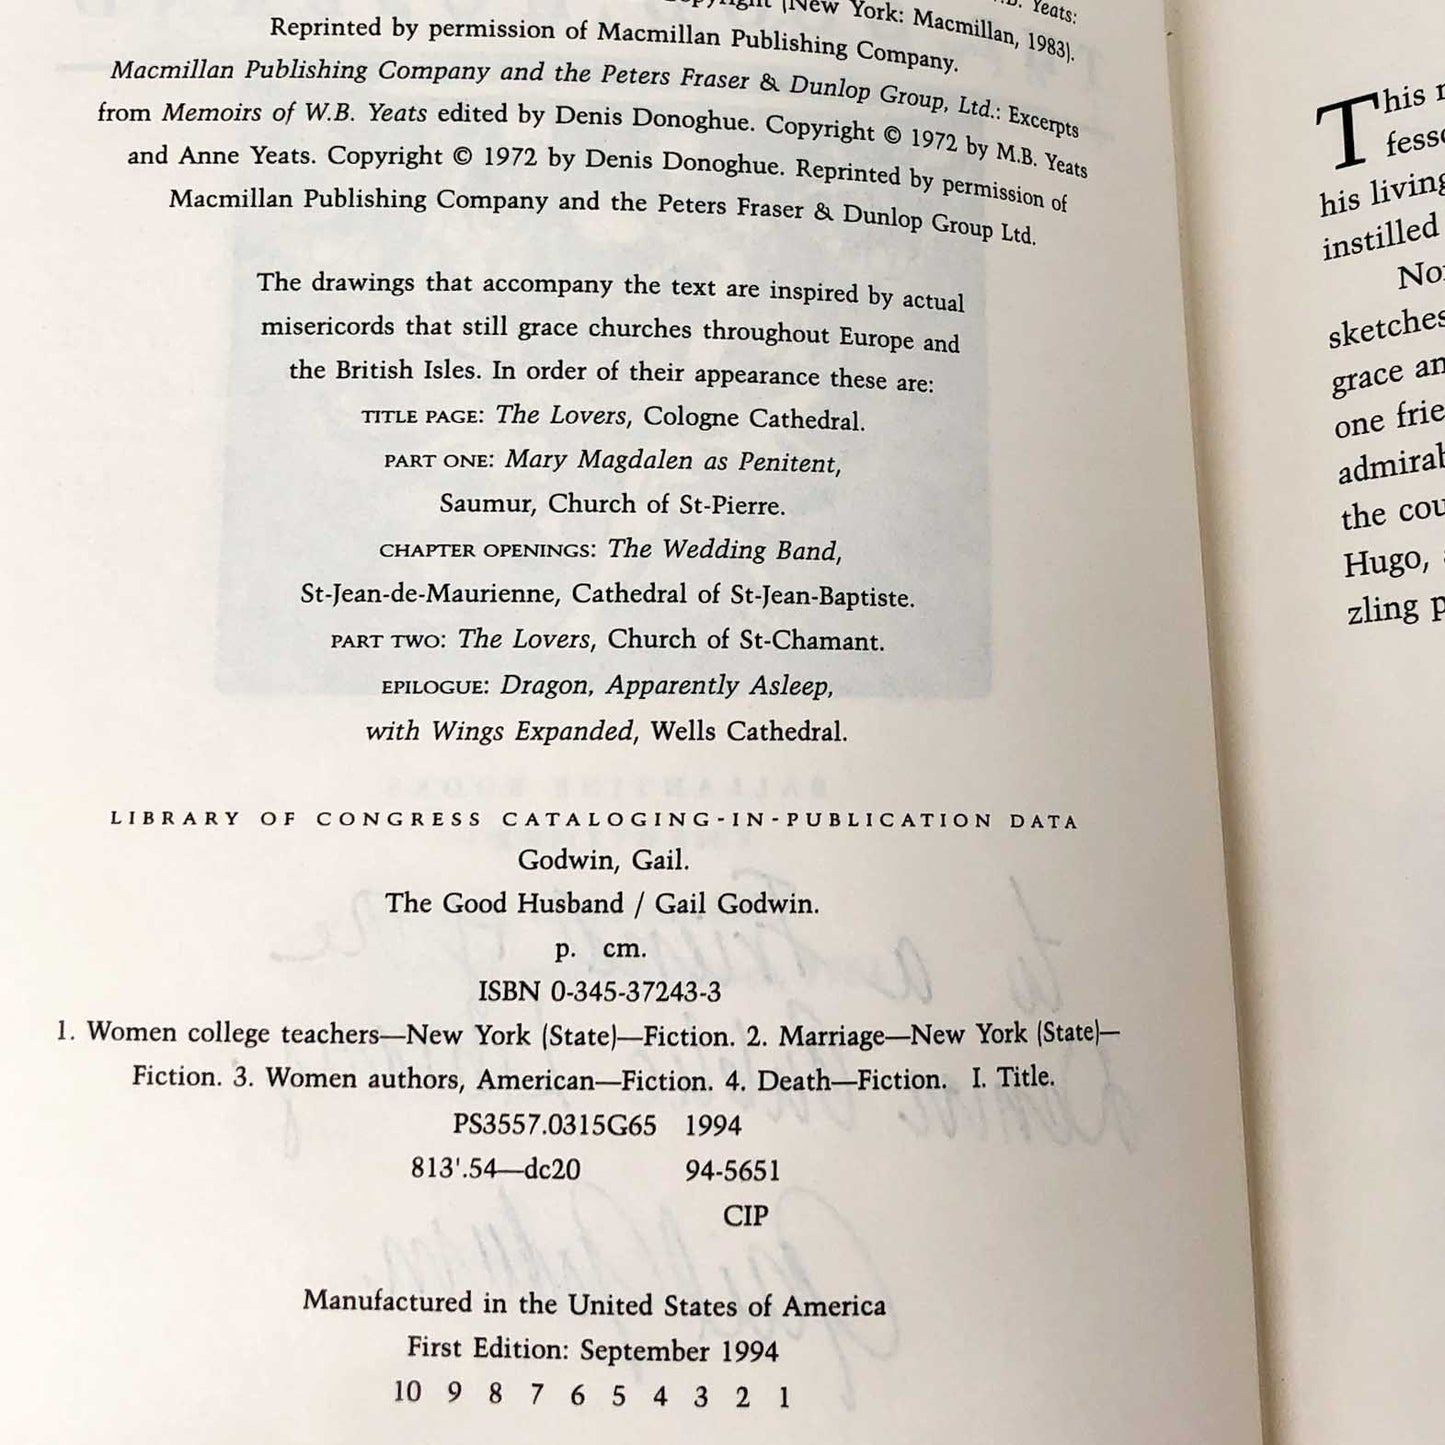 Yeats:
(New York: Macmillan, 1983).
Reprinted by permission of Macmillan Publishing Company.
Macmillan Publishing Company and the Peters Fraser & Dunlop Group, Ltd.: Excerpts
from Memoirs of W.B. Yeats edited by Denis Donoghue. Copyright © 1972 by M.B. Yeats
and Anne Yeats. Copyright © 1972 by Denis Donoghue. Reprinted by permission of
Macmillan Publishing Company and the Peters Fraser & Dunlop Group Ltd.
The drawings that accompany the text are inspired by actual
misericords that still grace churches throughout Europe and
the British Isles. In order of their appearance these are:
TITLE PAGE: The Lovers, Cologne Cathedral.
PART ONE: Mary Magdalen as Penitent,
Saumur, Church of St-Pierre.
CHAPTER OPENINGS: The Wedding Band,
St-Jean-de-Maurienne, Cathedral of St-Jean-Baptiste.
PART TWO: The Lovers, Church of St-Chamant.
EPILOGUE: Dragon, Apparently Asleep,
with Wings Expanded, Wells Cathedral.
LIBRARY OF CONGRESS CATALOGING-IN-PUBLICATION DATA
Godwin, Gail.
The Good Husband / Gail Godwin.
p. cm.
ISBN 0-345-37243-3
1. Women college teachers—New York (State)—Fiction. 2. Marriage—New York (State)—
Fiction. 3. Women authors, American—Fiction. 4. Death—Fiction. I. Title.
PS3557.0315G65 1994
813'.54—dc20 94-5651
CIP
Manufactured in the United States of America
First Edition: September 1994
10 9 8 7 6 5 4 3 2 1
This
fess
his living
instilled
No
sketches
grace an
one frie
admirab
the cou
Hugo,
zling p